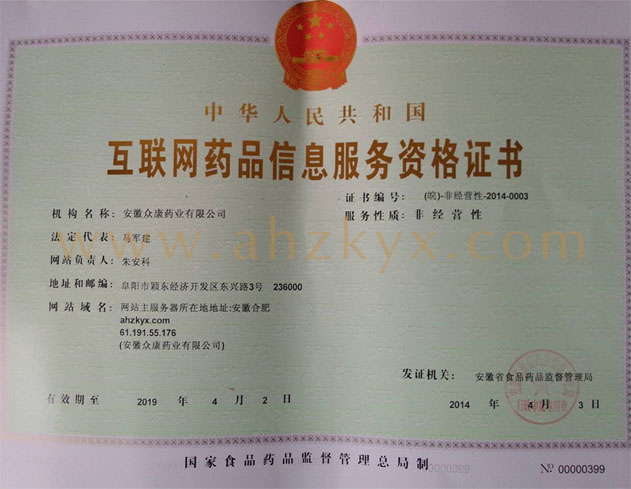 中华人民共和国
互联网药品信息服务资格证书
证书编号: (皖)-非经营性-2014-0003
机构名称: 安徽众康药业有限公司
服务性质: 非经营性
法定代表: 马军建
www.ahzkyx.com
网站负责人: 朱安科
地址和邮编: 阜阳市颍东经济开发区东兴路3号 236000
网站域名: 网站主服务器所在地地址:安徽合肥
ahzkyx.com
61.191.55.176
(安徽众康药业有限公司)
发证机关: 安徽省食品药品监督管理局
有效期至 2019 年 4 月 2 日
2014 年 4 月 3 日
国家食品药品监督管理总局制
№ 00000399